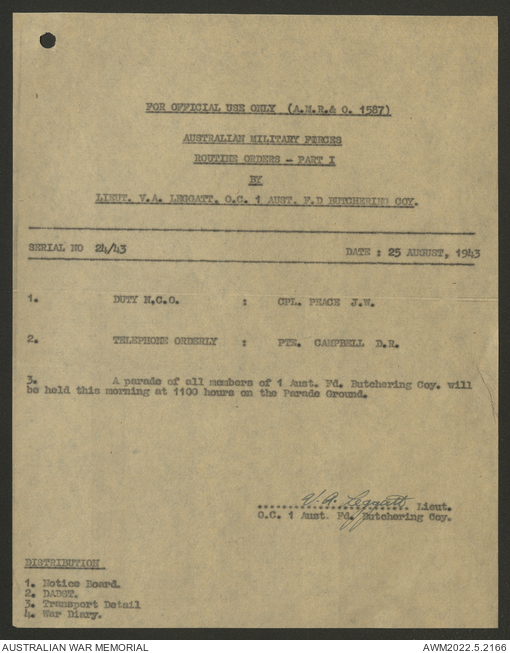 FOR OFFICIAL USE ONLY (A.M.R.& O. 1587)
AUSTRALIAN MILITARY FORCES
ROUTINE ORDERS - PART I
BY
LIEUT. V.A. LEGGATT, O.C. 1 AUST. F.D BUTCHERING COY.
SERIAL NO 24/43 DATE : 25 AUGUST, 1943
1. DUTY N.C.O. : CPL. PEACE J.W.
2. TELEPHONE ORDERLY : PTE. CAMPBELL D.R.
3. A parade of all members of 1 Aust. Fd. Butchering Coy. will
be held this morning at 1100 hours on the Parade Ground.
V.A. Leggatt Lieut.
O.C. 1 Aust. Fd. Butchering Coy.
DISTRIBUTION
1. Notice Board.
2. DADST.
3. Transport Detail
4. War Diary.
AUSTRALIAN WAR MEMORIAL AWM2022.5.2166